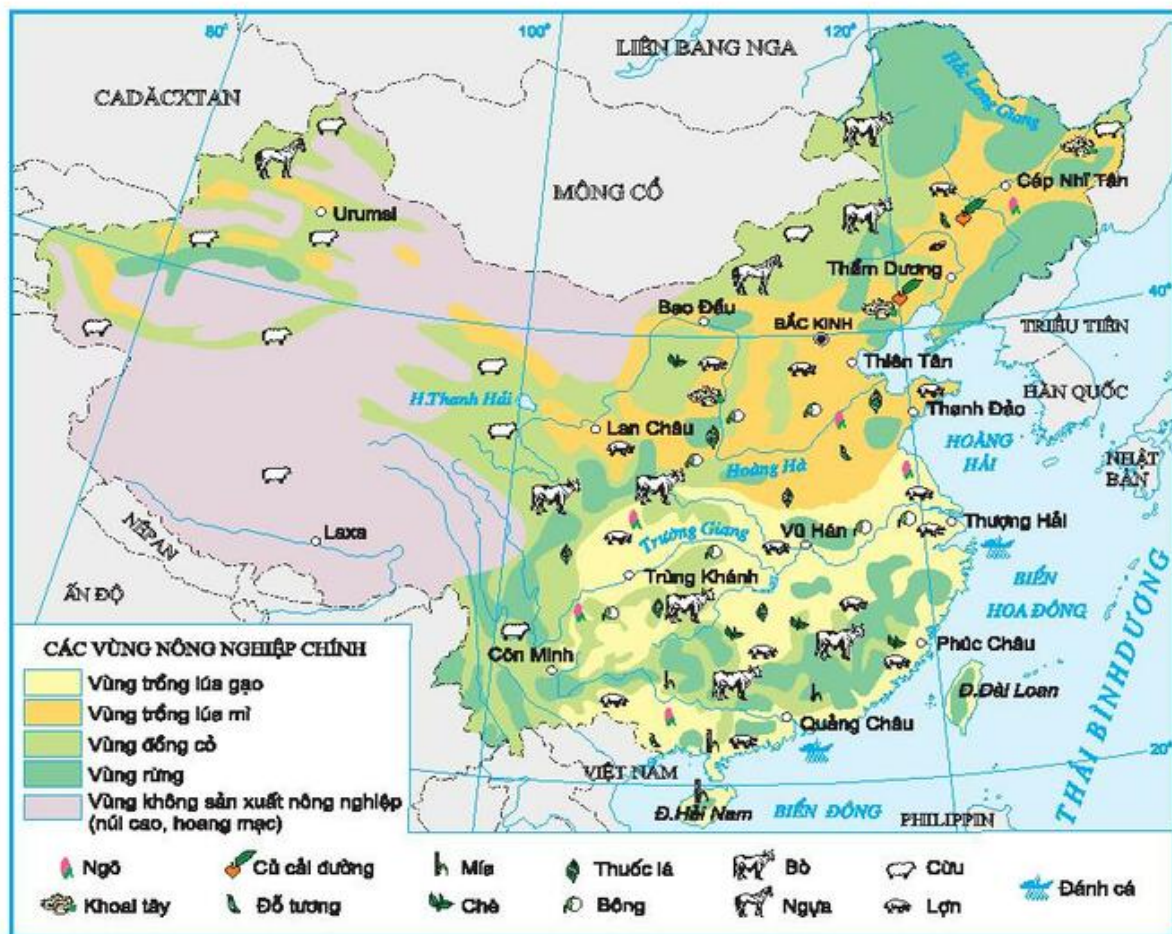 80°
100°
120°
LIÊN BANG NGA
CADĂCXTAN
Hắc Long Giang
MÔNG CỔ
Cáp Nhĩ Tân
Urumsi
Thẩm Dương
40°
Bao Đầu
BẮC KINH
TRIỀU TIÊN
Thiên Tân
H.Thanh Hải
HÀN QUỐC
Thanh Đảo
Lan Châu
HOÀNG
HẢI
Hoàng Hà
NHẬT
BẢN
NÊPAN
Laxa
Vũ Hán
Thượng Hải
Trường Giang
Trùng Khánh
BIỂN
HOA ĐÔNG
ẤN ĐỘ
Côn Minh
Phúc Châu
Đ.Đài Loan
Quảng Châu
THÁI BÌNH DƯƠNG
VIỆT NAM
20°
Đ.Hải Nam
BIỂN ĐÔNG
PHILIPPIN
CÁC VÙNG NÔNG NGHIỆP CHÍNH
Vùng trồng lúa gạo
Vùng trồng lúa mì
Vùng đồng cỏ
Vùng rừng
Vùng không sản xuất nông nghiệp
(núi cao, hoang mạc)
Ngô
Củ cải đường
Mía
Thuốc lá
Bò
Cừu
Đánh cá
Khoai tây
Đỗ tương
Chè
Bông
Ngựa
Lợn